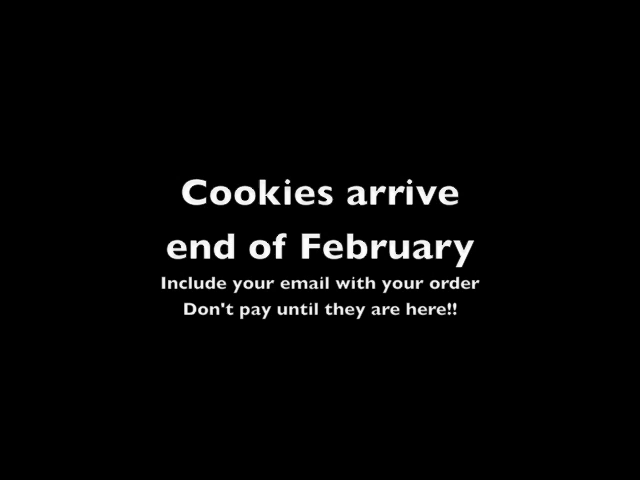 Cookies arrive
end of February
Include your email with your order
Don't pay until they are here!!